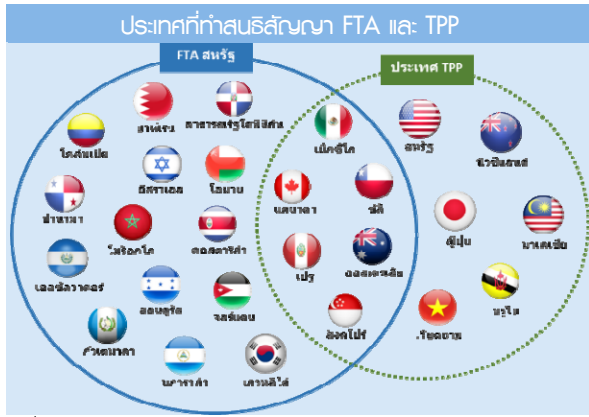 ประเทศที่ทำสนธิสัญญา FTA และ TPP
FTA สหรัฐ
ประเทศ TPP
บาห์เรน
สาธารณรัฐโดมินิกัน
โคลัมเบีย
เม็กซิโก
สหรัฐ
นิวซีแลนด์
อิสราเอล
โอมาน
ปานามา
แคนาดา
ชิลี
โมร็อกโก
คอสตาริก้า
ญี่ปุ่น
มาเลเซีย
เอลซัลวาดอร์
เปรู
ออสเตรเลีย
ฮอนดูรัส
จอร์แดน
บรูไน
กัวเตมาลา
สิงคโปร์
เวียดนาม
นิคารากัว
เกาหลีใต้